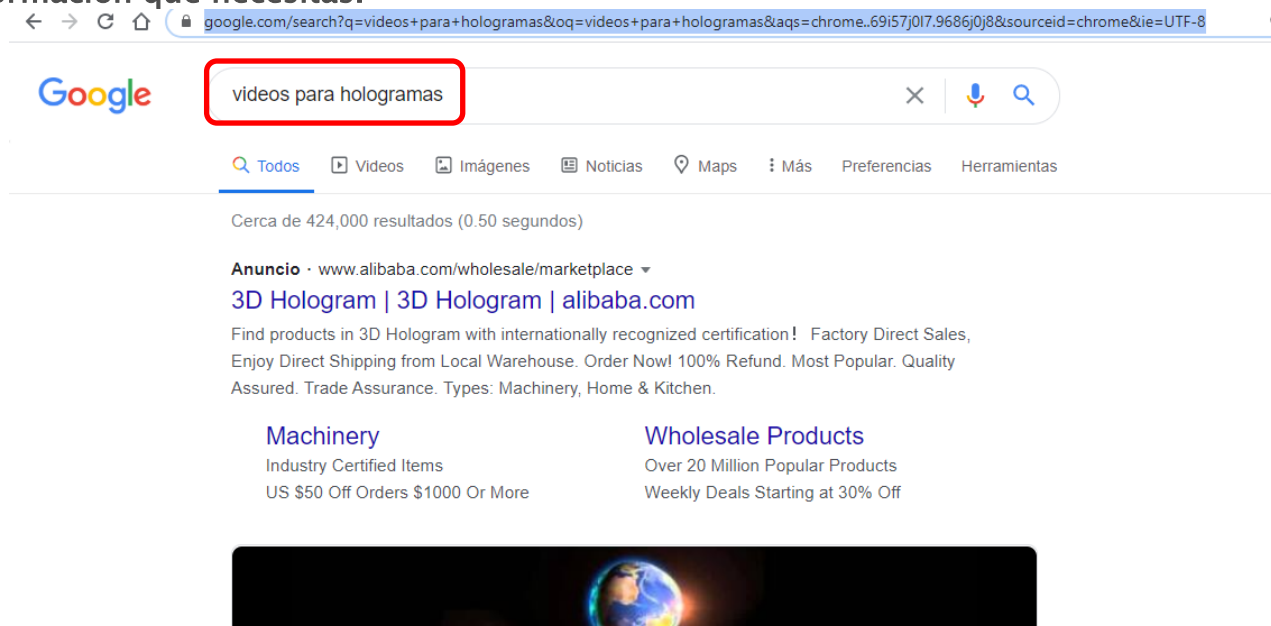 ormación que necesitas.
google.com/search?q=videos+para+hologramas&oq=videos+para+hologramas&aqs=chrome..69i57j0l7.9686j0j8&sourceid=chrome&ie=UTF-8
Google
videos para hologramas
Todos Videos Imágenes Noticias Maps Más Preferencias Herramientas
Cerca de 424,000 resultados (0.50 segundos)
Anuncio · www.alibaba.com/wholesale/marketplace
3D Hologram | 3D Hologram | alibaba.com
Find products in 3D Hologram with internationally recognized certification! Factory Direct Sales,
Enjoy Direct Shipping from Local Warehouse. Order Now! 100% Refund. Most Popular. Quality
Assured. Trade Assurance. Types: Machinery, Home & Kitchen.
Machinery
Industry Certified Items
US $50 Off Orders $1000 Or More
Wholesale Products
Over 20 Million Popular Products
Weekly Deals Starting at 30% Off